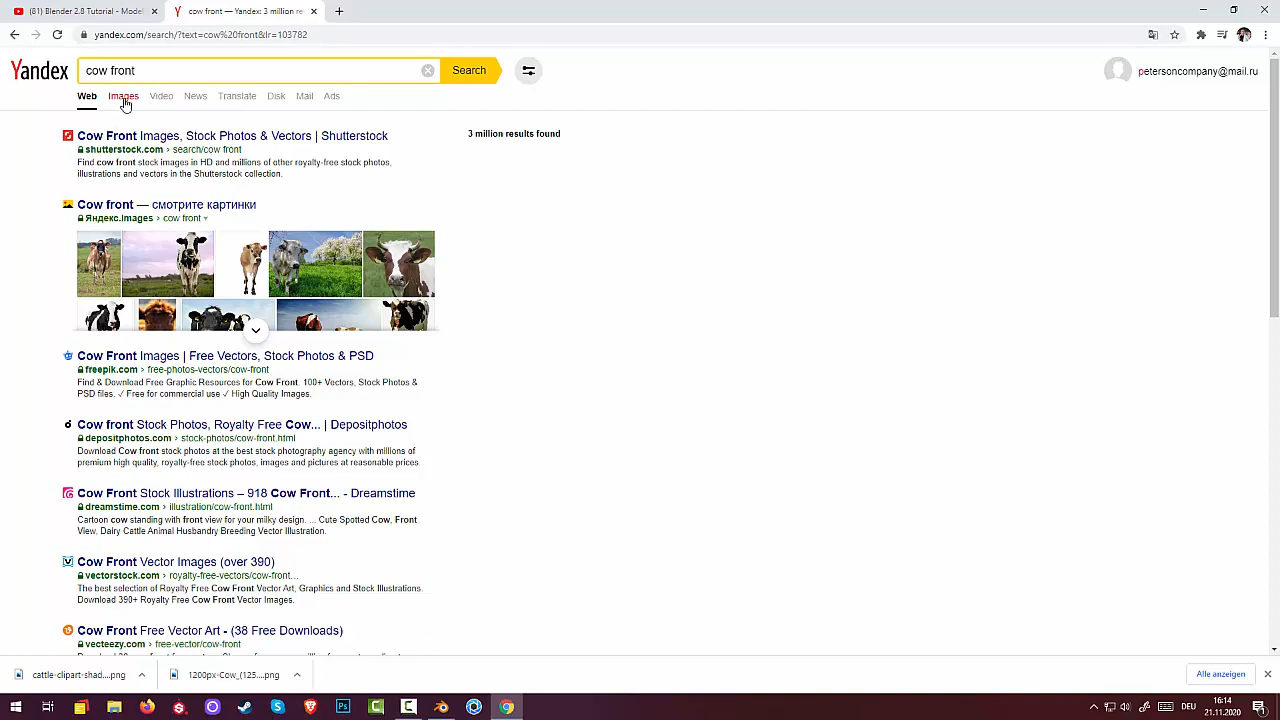 (81) Blender 2.8 Tutorial - Model
cow front — Yandex: 3 million re
yandex.com/search/?text=cow%20front&lr=103782
Yandex
cow front
Search
petersoncompany@mail.ru
Web Images Video News Translate Disk Mail Ads
3 million results found
Cow Front Images, Stock Photos & Vectors | Shutterstock
shutterstock.com › search/cow front
Find cow front stock images in HD and millions of other royalty-free stock photos,
illustrations and vectors in the Shutterstock collection.
Cow front — смотрите картинки
Яндекс.Images › cow front
Cow Front Images | Free Vectors, Stock Photos & PSD
freepik.com › free-photos-vectors/cow-front
Find & Download Free Graphic Resources for Cow Front. 100+ Vectors, Stock Photos &
PSD files. ✓ Free for commercial use ✓ High Quality Images.
Cow front Stock Photos, Royalty Free Cow... | Depositphotos
depositphotos.com › stock-photos/cow-front.html
Download Cow front stock photos at the best stock photography agency with millions of
premium high quality, royalty-free stock photos, images and pictures at reasonable prices.
Cow Front Stock Illustrations – 918 Cow Front... - Dreamstime
dreamstime.com › illustration/cow-front.html
Cartoon cow standing with front view for your milky design. ... Cute Spotted Cow, Front
View, Dairy Cattle Animal Husbandry Breeding Vector Illustration.
Cow Front Vector Images (over 390)
vectorstock.com › royalty-free-vectors/cow-front...
The best selection of Royalty Free Cow Front Vector Art, Graphics and Stock Illustrations.
Download 390+ Royalty Free Cow Front Vector Images.
Cow Front Free Vector Art - (38 Free Downloads)
vecteezy.com › free-vector/cow-front
cattle-clipart-shad....png
1200px-Cow_(125....png
Alle anzeigen
DEU
16:14
21.11.2020